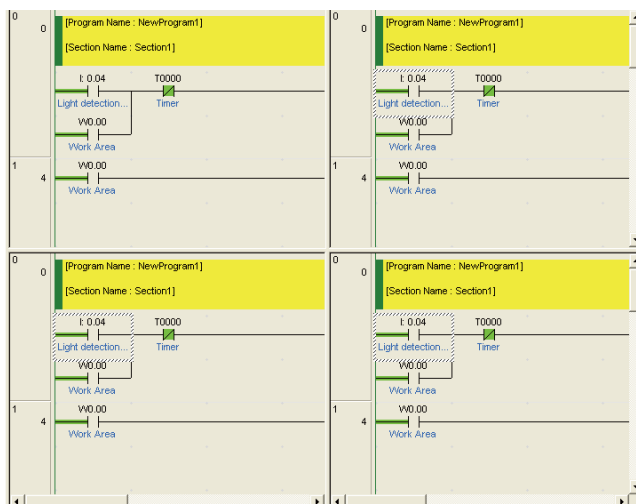 0
0
[Program Name : NewProgram1]
[Section Name : Section1]
I: 0.04 T0000
Light detection... Timer
W0.00
Work Area
1
4
W0.00
Work Area
0
0
[Program Name : NewProgram1]
[Section Name : Section1]
I: 0.04 T0000
Light detection... Timer
W0.00
Work Area
1
4
W0.00
Work Area
0
0
[Program Name : NewProgram1]
[Section Name : Section1]
I: 0.04 T0000
Light detection... Timer
W0.00
Work Area
1
4
W0.00
Work Area
0
0
[Program Name : NewProgram1]
[Section Name : Section1]
I: 0.04 T0000
Light detection... Timer
W0.00
Work Area
1
4
W0.00
Work Area